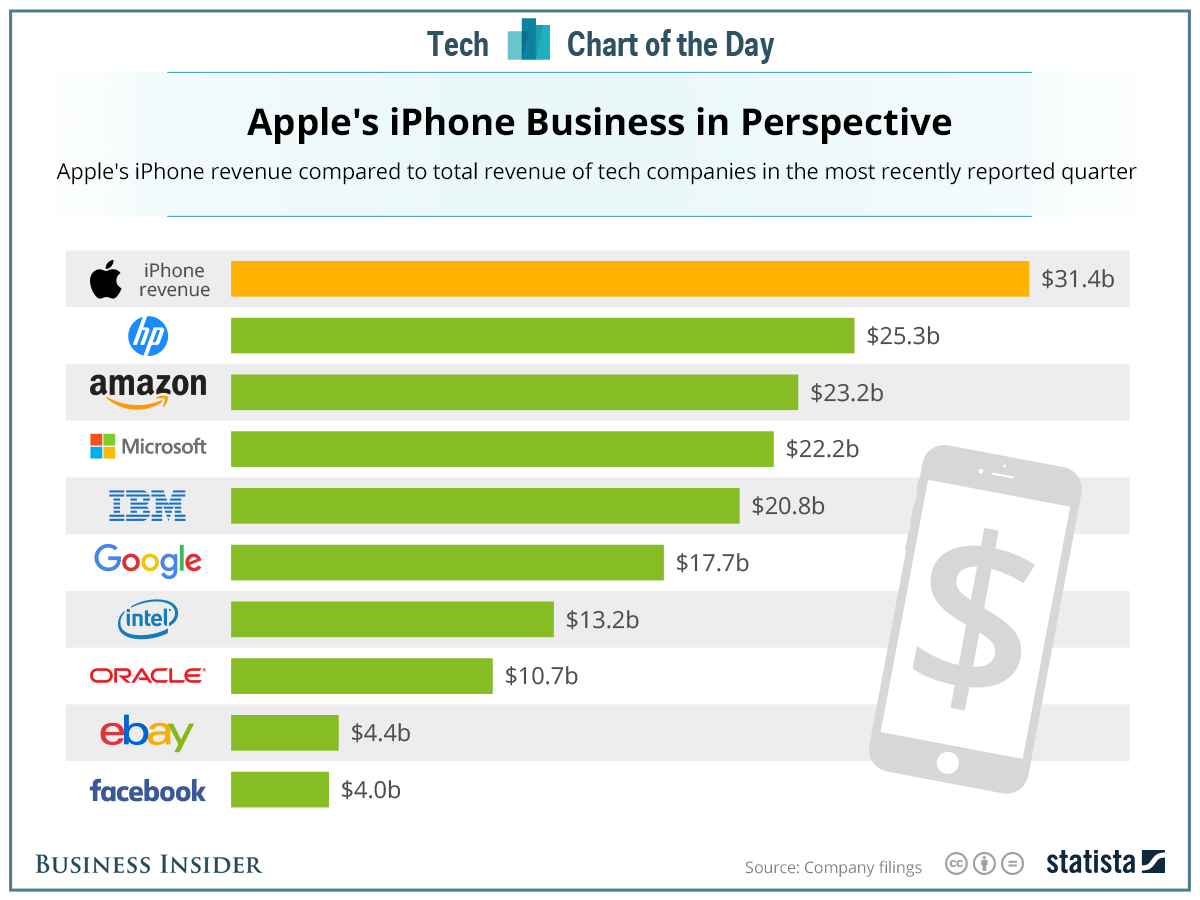 Tech Chart of the Day
Apple's iPhone Business in Perspective
Apple's iPhone revenue compared to total revenue of tech companies in the most recently reported quarter
iPhone
revenue
$31.4b
hp
$25.3b
amazon
$23.2b
Microsoft
$22.2b
IBM
$20.8b
Google
$17.7b
intel
$13.2b
ORACLE®
$10.7b
ebay
$4.4b
facebook
$4.0b
$
BUSINESS INSIDER
Source: Company filings
cc
statista